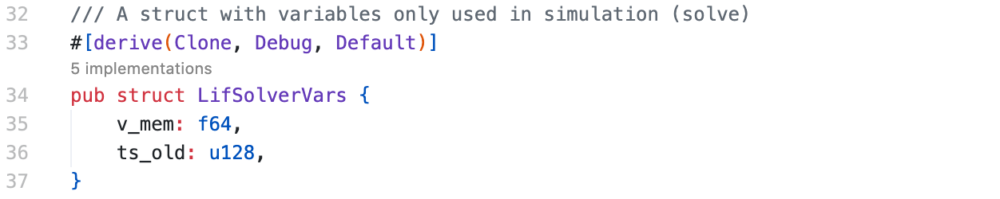 32 /// A struct with variables only used in simulation (solve)
33 #[derive(Clone, Debug, Default)]
5 implementations
34 pub struct LifSolverVars {
35 v_mem: f64,
36 ts_old: u128,
37 }